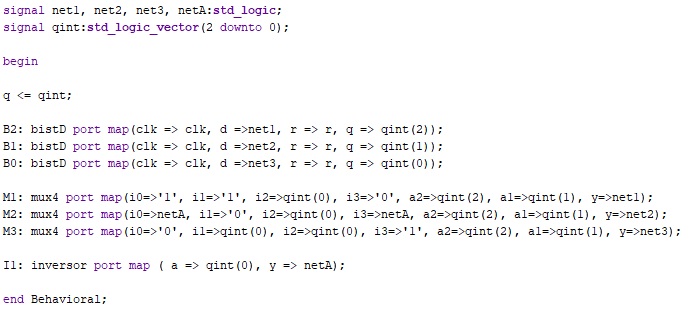 signal net1, net2, net3, netA:std_logic;
signal qint:std_logic_vector(2 downto 0);
begin
q <= qint;
B2: bistD port map(clk => clk, d =>net1, r => r, q => qint(2));
B1: bistD port map(clk => clk, d =>net2, r => r, q => qint(1));
B0: bistD port map(clk => clk, d =>net3, r => r, q => qint(0));
M1: mux4 port map(i0=>'1', i1=>'1', i2=>qint(0), i3=>'0', a2=>qint(2), a1=>qint(1), y=>net1);
M2: mux4 port map(i0=>netA, i1=>'0', i2=>qint(0), i3=>netA, a2=>qint(2), a1=>qint(1), y=>net2);
M3: mux4 port map(i0=>'0', i1=>qint(0), i2=>qint(0), i3=>'1', a2=>qint(2), a1=>qint(1), y=>net3);
I1: inversor port map ( a => qint(0), y => netA);
end Behavioral;